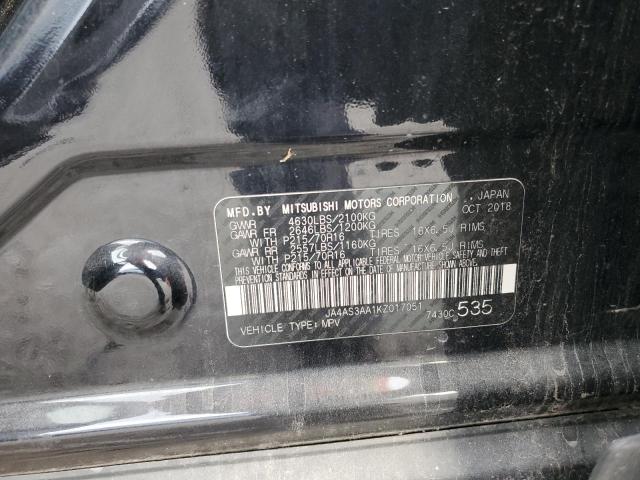 MFD.BY MITSUBISHI MOTORS CORPORATION ., JAPAN
GVWR 4630LBS/2100KG OCT 2018
GAWR FR 2646LBS/1200KG
WITH P215/70R16 TIRES 16X6.5J RIMS
GAWR RR 2557LBS/1160KG
WITH P215/70R16 TIRES 16X6.5J RIMS
THIS VEHICLE CONFORMS TO ALL APPLICABLE FEDERAL MOTOR VEHICLE SAFETY AND THEFT
PREVENTION STANDARDS IN EFFECT ON THE DATE OF MANUFACTURE SHOWN ABOVE.
JA4AS3AA1KZ017051
VEHICLE TYPE: MPV 7430C 535